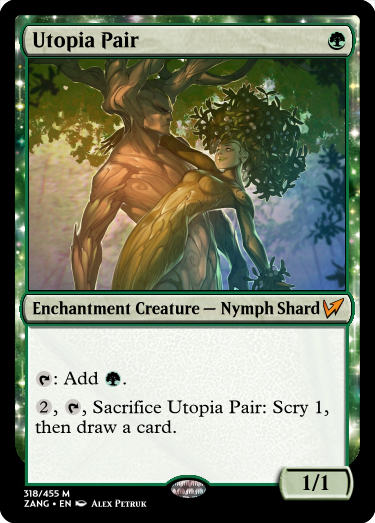 Utopia Pair
Enchantment Creature — Nymph Shard
: Add .
2, , Sacrifice Utopia Pair: Scry 1,
then draw a card.
1/1
318/455 M
ZANG • EN Alex Petruk